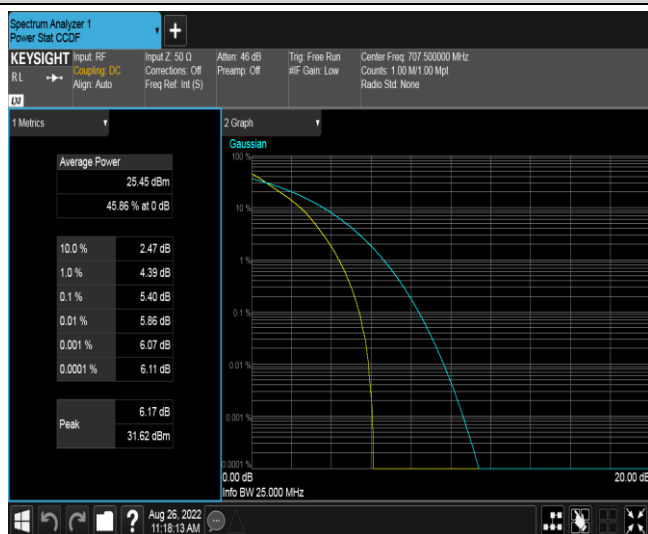 Spectrum Analyzer 1
Power Stat CCDF
KEYSIGHT
R L
LXI
Input: RF
Coupling: DC
Align: Auto
Input Z: 50 Ω
Corrections: Off
Freq Ref: Int (S)
Atten: 46 dB
Preamp: Off
Trig: Free Run
#IF Gain: Low
Center Freq: 707.500000 MHz
Counts: 1.00 M/1.00 Mpt
Radio Std: None
1 Metrics
Average Power
25.45 dBm
45.86 % at 0 dB
10.0 % 2.47 dB
1.0 % 4.39 dB
0.1 % 5.40 dB
0.01 % 5.86 dB
0.001 % 6.07 dB
0.0001 % 6.11 dB
Peak
6.17 dB
31.62 dBm
2 Graph
Gaussian
100 %
10 %
1 %
0.1 %
0.01 %
0.001 %
0.0001 %
0.00 dB
20.00 dB
Info BW 25.000 MHz
?
Aug 26, 2022
11:18:13 AM